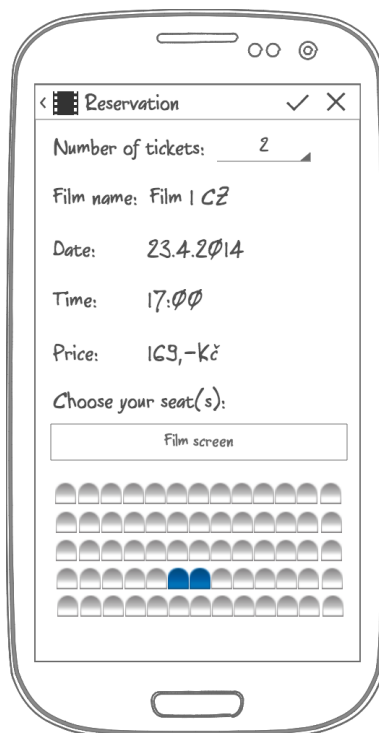 Reservation
Number of tickets: 2
Film name: Film 1 CZ
Date: 23.4.2014
Time: 17:00
Price: 169,-Kč
Choose your seat(s):
Film screen